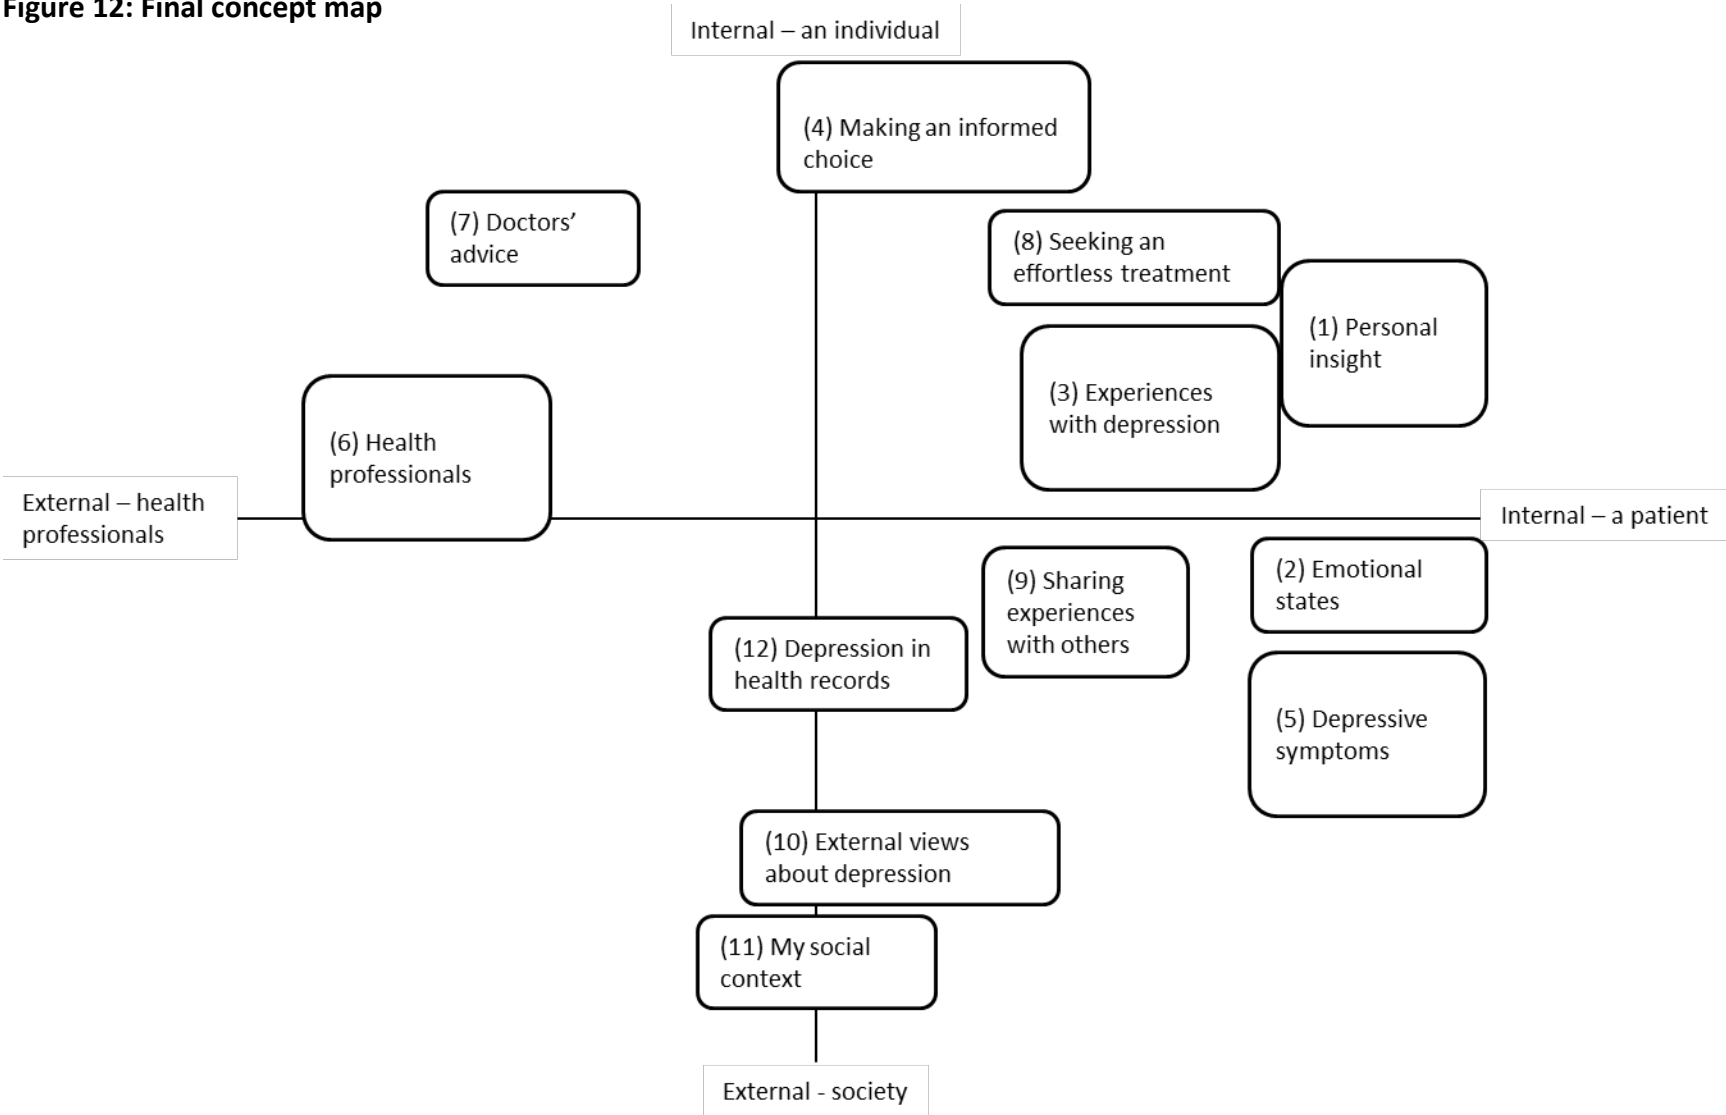 Figure 12: Final concept map
Internal – an individual
(4) Making an informed
choice
(7) Doctors’
advice
(8) Seeking an
effortless treatment
(1) Personal
insight
(3) Experiences
with depression
(6) Health
professionals
External – health
professionals
Internal – a patient
(2) Emotional
states
(9) Sharing
experiences
with others
(12) Depression in
health records
(5) Depressive
symptoms
(10) External views
about depression
(11) My social
context
External - society